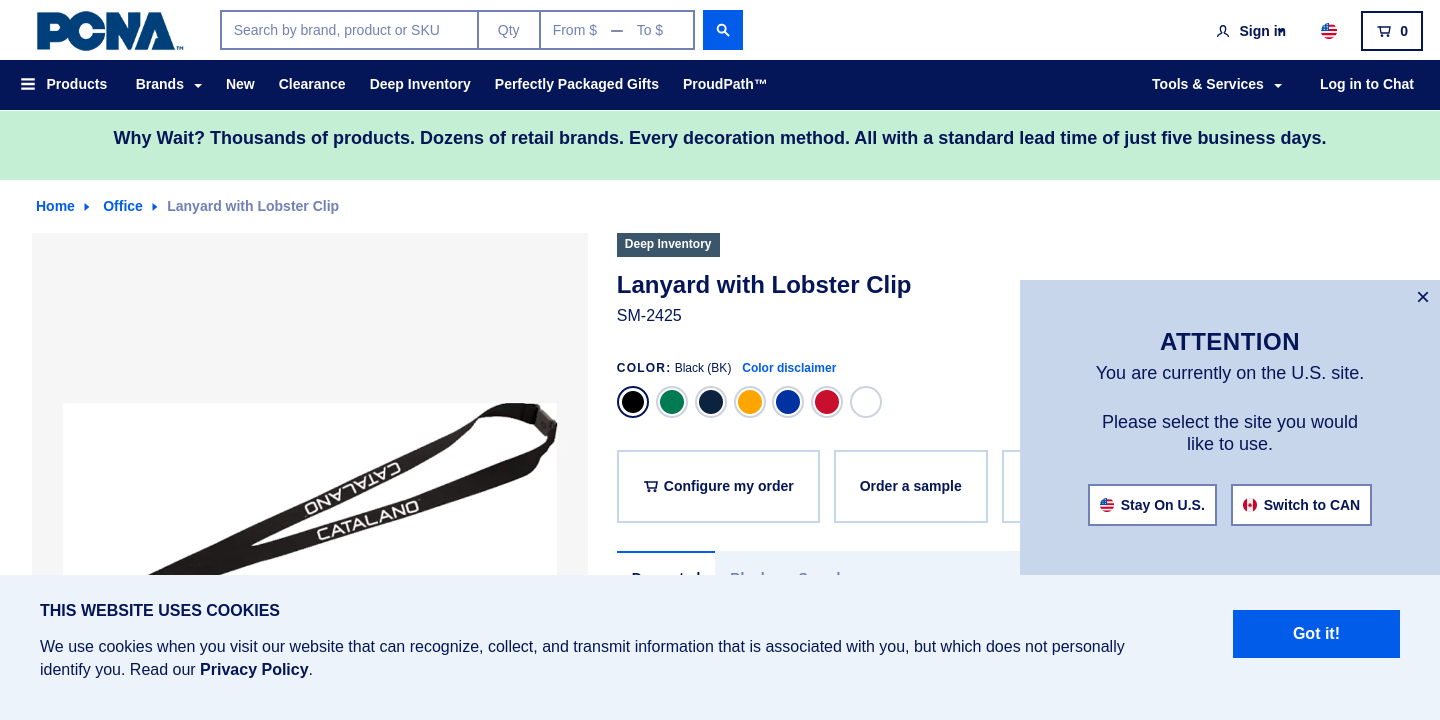 PCNA™
Search by brand, product or SKU
Qty
From $
To $
Sign in
0
Products
Brands
New
Clearance
Deep Inventory
Perfectly Packaged Gifts
ProudPath™
Tools & Services
Log in to Chat
Why Wait? Thousands of products. Dozens of retail brands. Every decoration method. All with a standard lead time of just five business days.
Home
Office
Lanyard with Lobster Clip
CATALANO
CATALANO
Deep Inventory
Lanyard with Lobster Clip
SM-2425
COLOR: Black (BK) Color disclaimer
Configure my order
Order a sample
×
ATTENTION
You are currently on the U.S. site.
Please select the site you would
like to use.
Stay On U.S.
Switch to CAN
THIS WEBSITE USES COOKIES
We use cookies when you visit our website that can recognize, collect, and transmit information that is associated with you, but which does not personally
identify you. Read our Privacy Policy.
Got it!